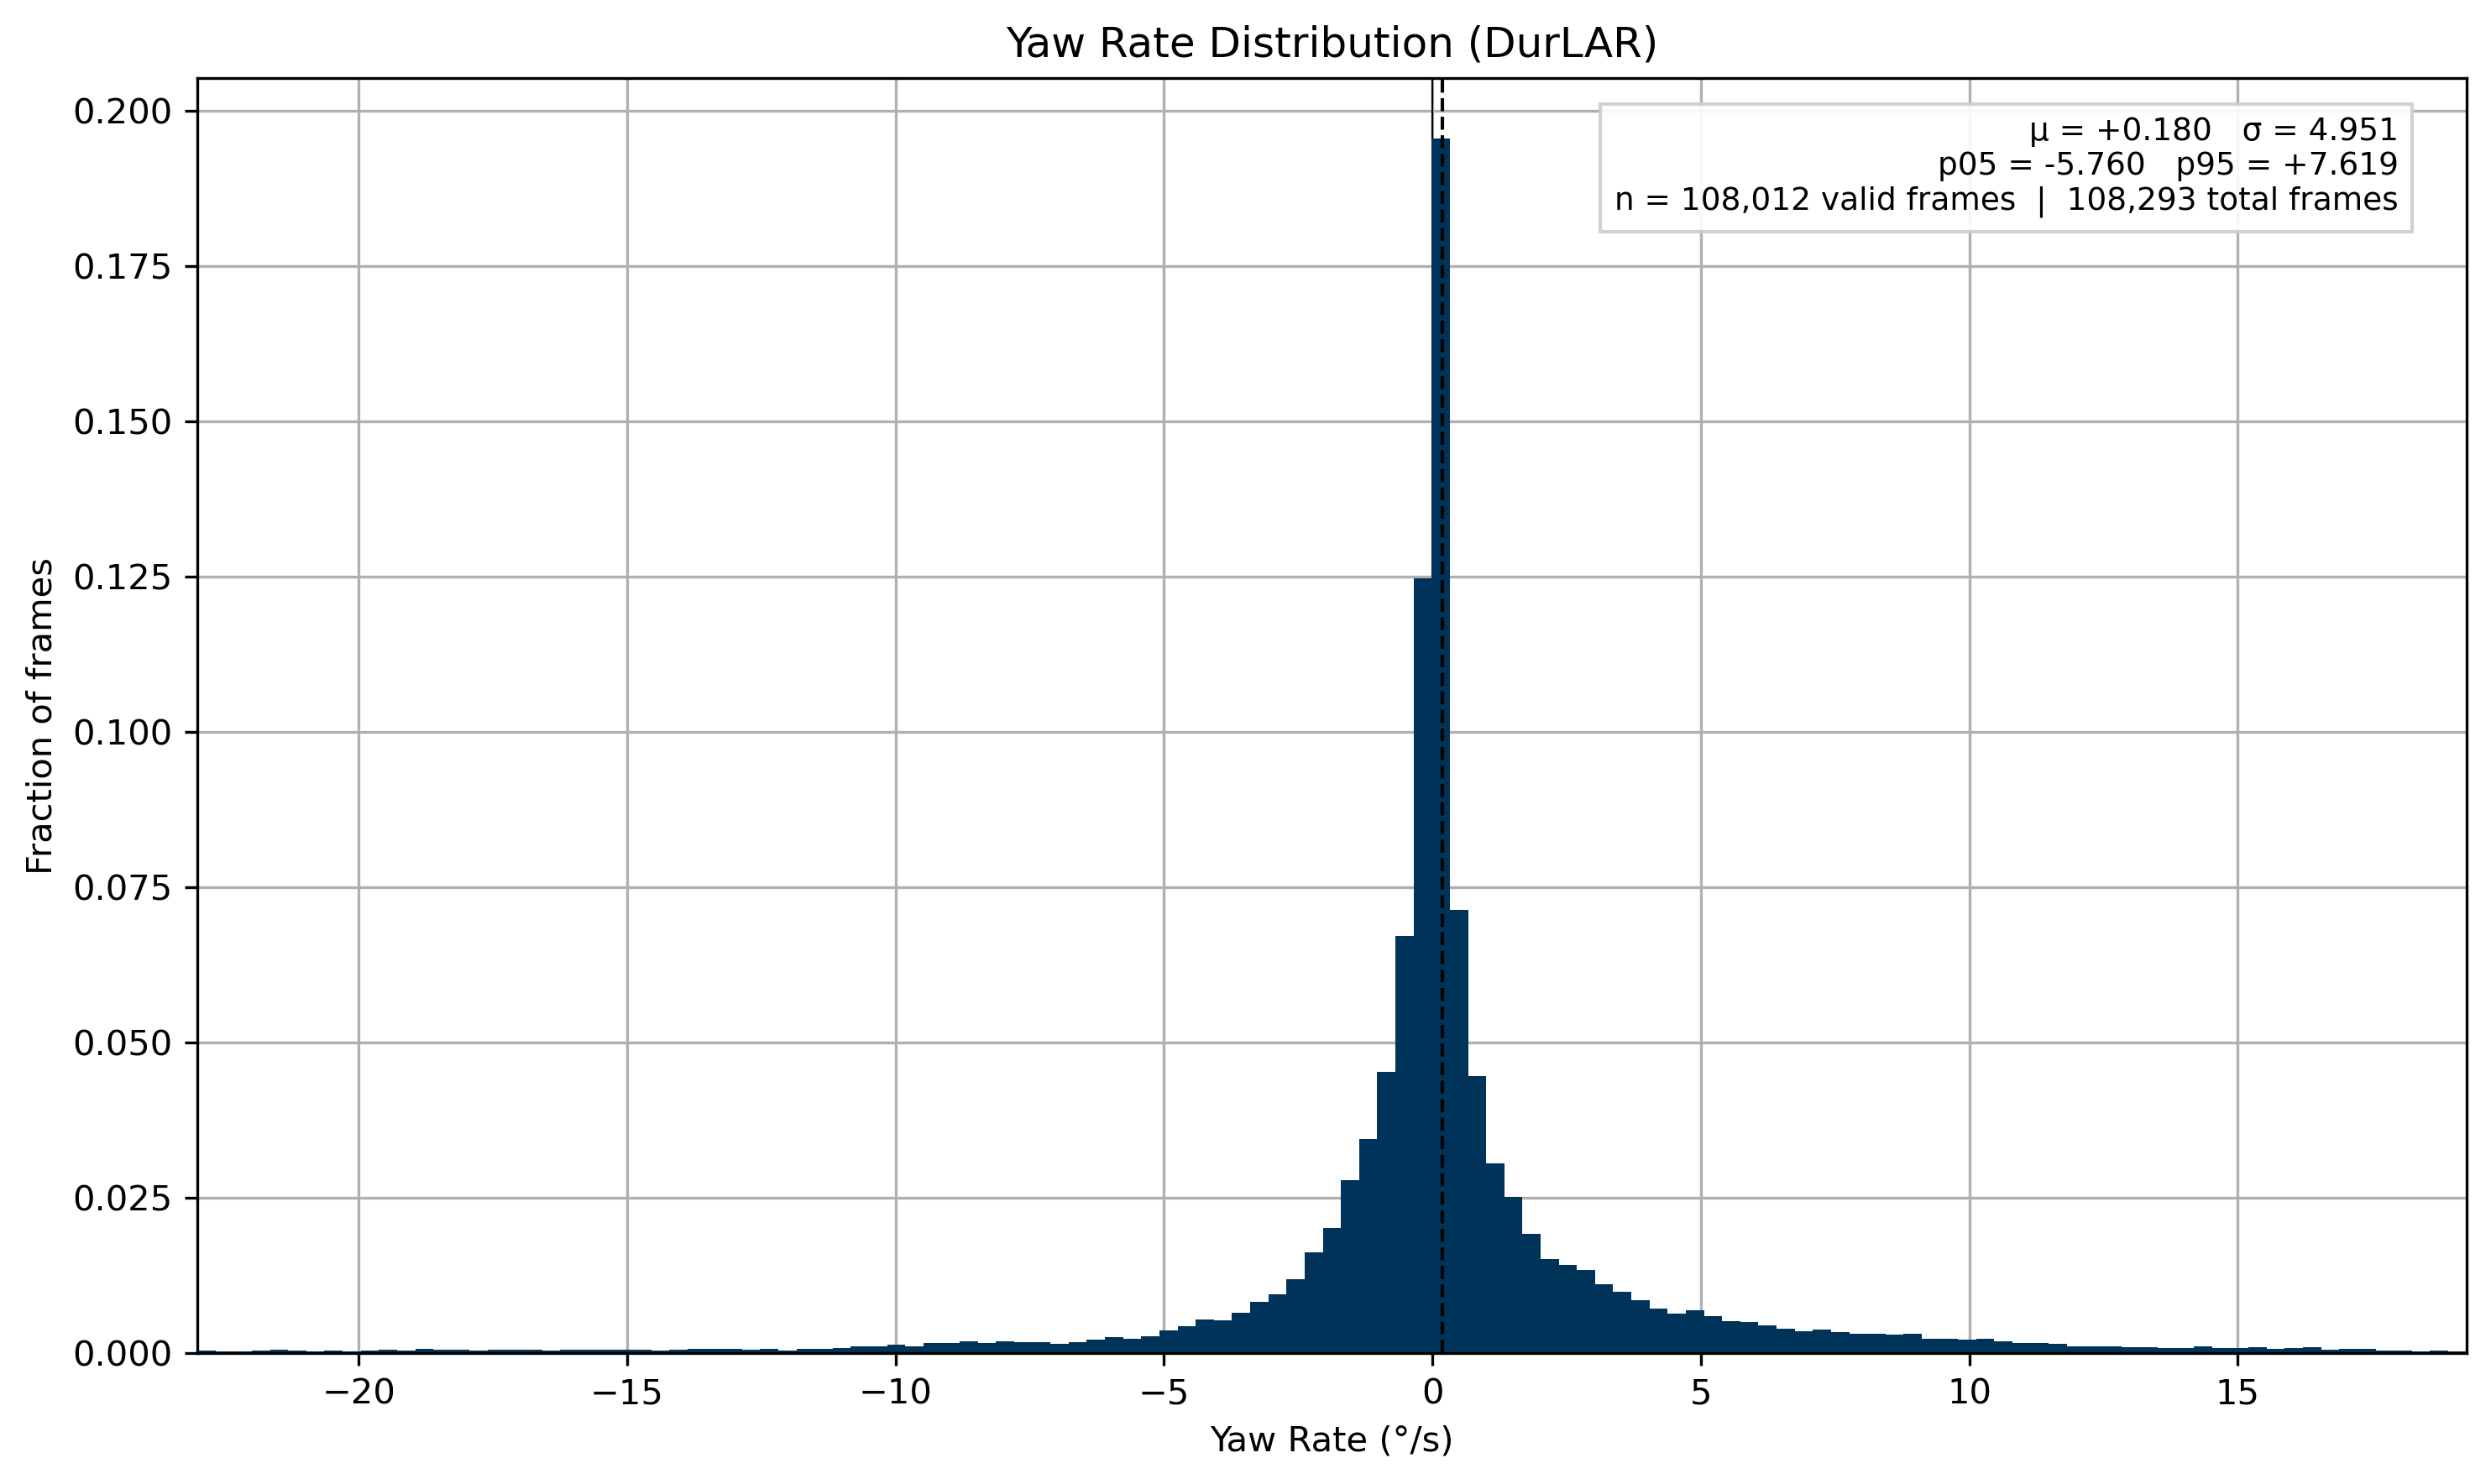 Yaw Rate Distribution (DurLAR)
μ = +0.180   σ = 4.951
p05 = -5.760   p95 = +7.619
n = 108,012 valid frames  |  108,293 total frames
Fraction of frames
0.200
0.175
0.150
0.125
0.100
0.075
0.050
0.025
0.000
−20
−15
−10
−5
0
5
10
15
Yaw Rate (°/s)